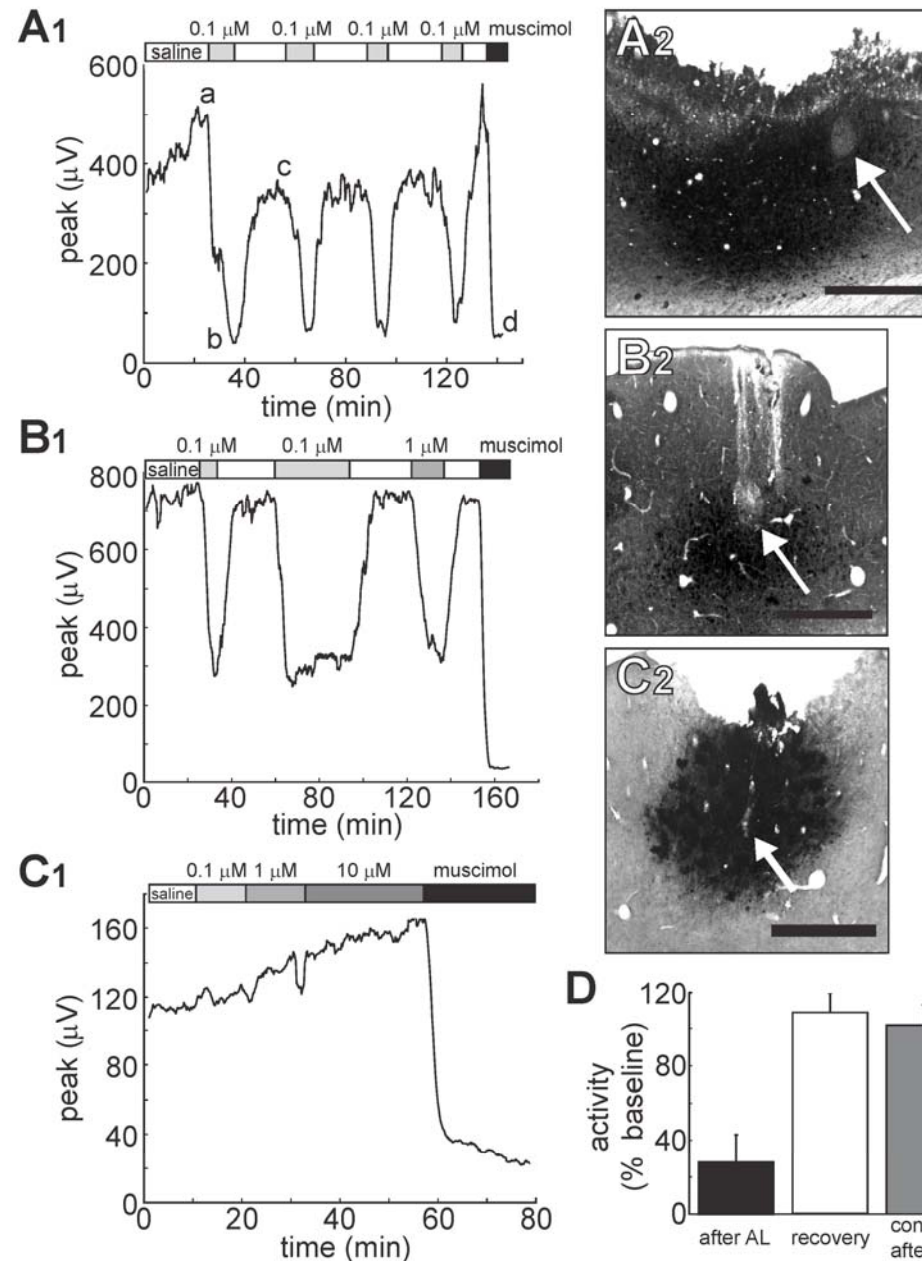 A1
0.1 μM 0.1 μM 0.1 μM 0.1 μM muscimol
saline
600
400
200
0
peak (μV)
a
b
c
d
0 40 80 120
time (min)
A2
B1
0.1 μM 0.1 μM 1 μM muscimol
saline
800
600
400
200
0
peak (μV)
0 40 80 120 160
time (min)
B2
C1
0.1 μM 1 μM 10 μM muscimol
saline
160
120
80
40
0
peak (μV)
0 20 40 60 80
time (min)
C2
D
120
80
40
0
activity
(% baseline)
after AL recovery con
afte